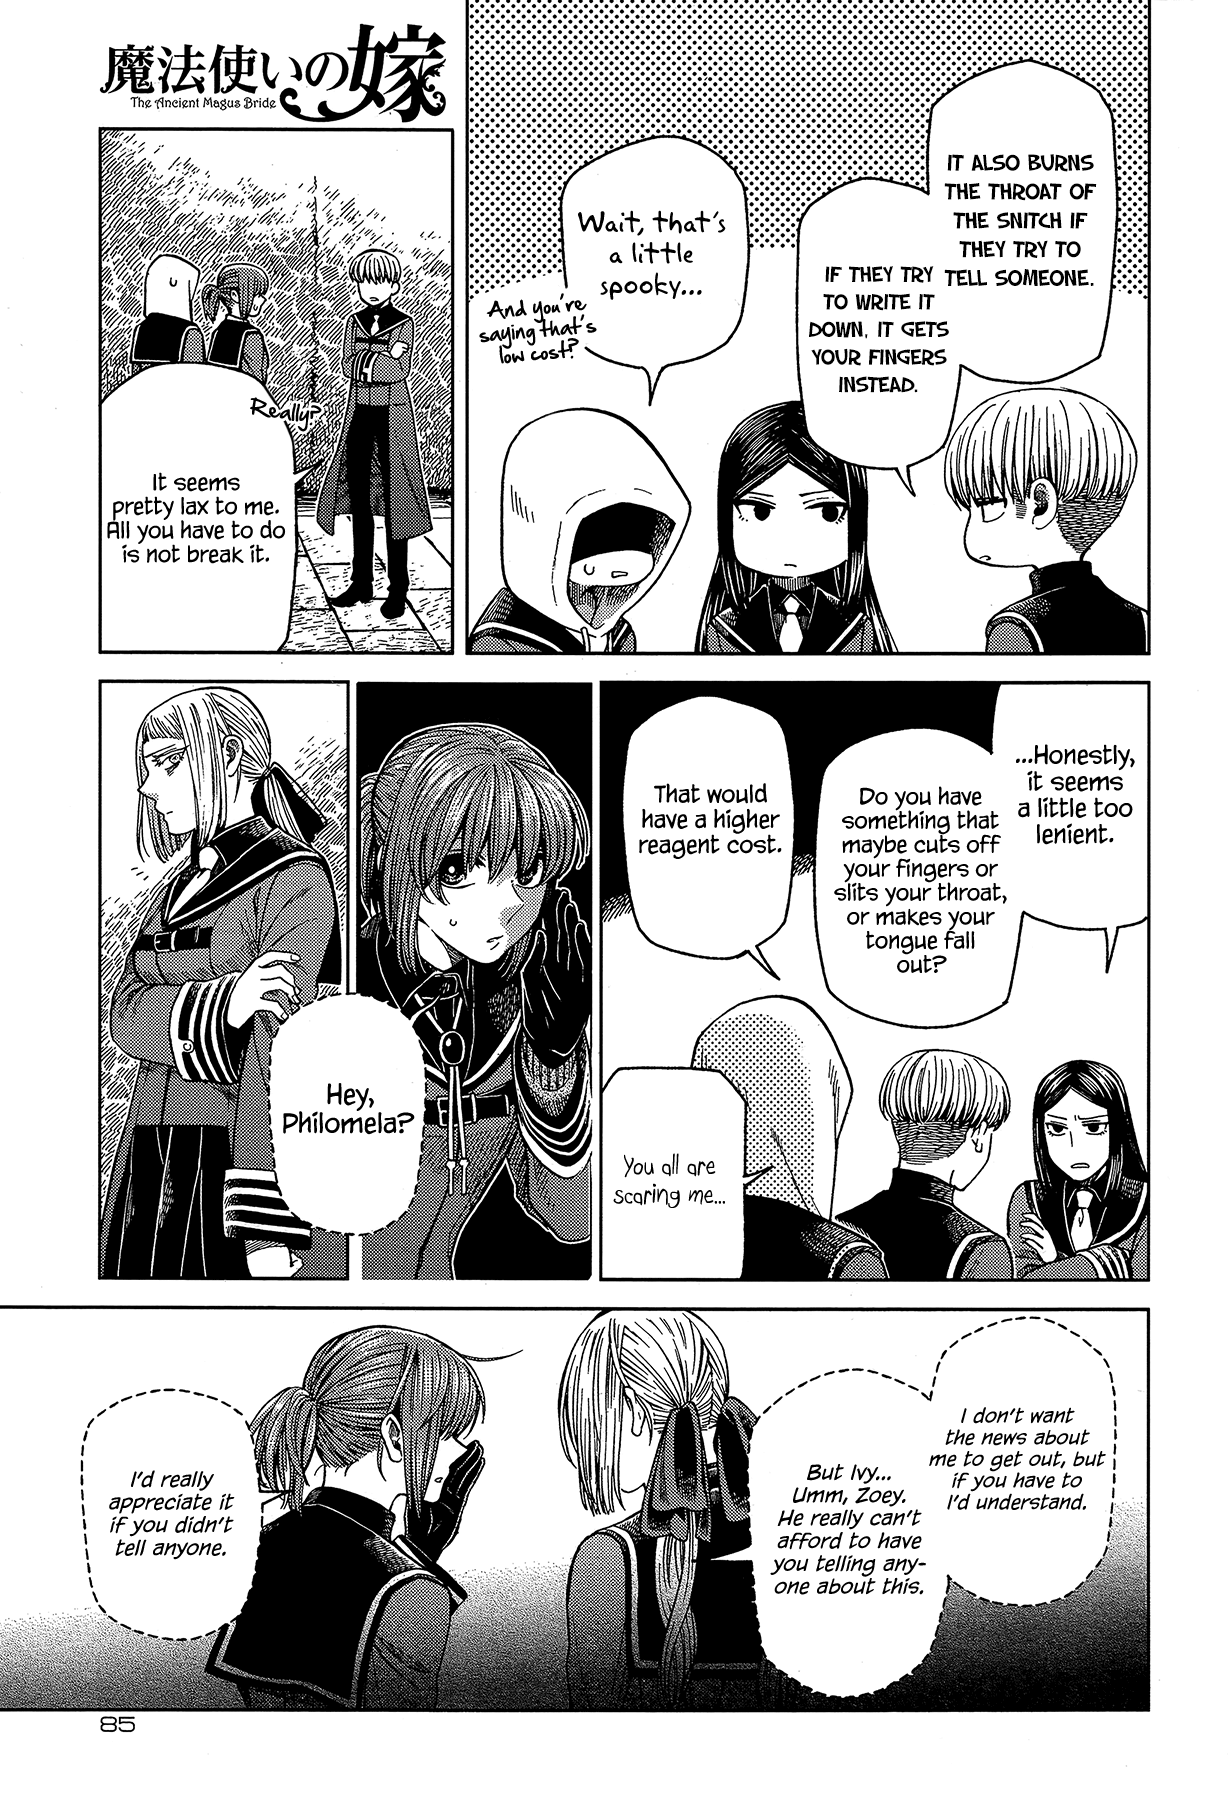 IT ALSO BURNS
THE THROAT OF
THE SNITCH IF
THEY TRY TO
TELL SOMEONE.
IF THEY TRY
TO WRITE IT
DOWN, IT GETS
YOUR FINGERS
INSTEAD.
Wait, that's
a little
spooky...
And you're
saying that's
low cost?
魔法使いの嫁
The Ancient Magus Bride
Really?
It seems
pretty lax to me.
All you have to do
is not break it.
...Honestly,
it seems
a little too
lenient.
Do you have
something that
maybe cuts off
your fingers or
slits your throat,
or makes your
tongue fall
out?
That would
have a higher
reagent cost.
You all are
scaring me...
Hey,
Philomela?
I don't want
the news about
me to get out, but
if you have to
I'd understand.
But Ivy...
Umm, Zoey.
He really can't
afford to have
you telling any-
one about this.
I'd really
appreciate it
if you didn't
tell anyone.
85